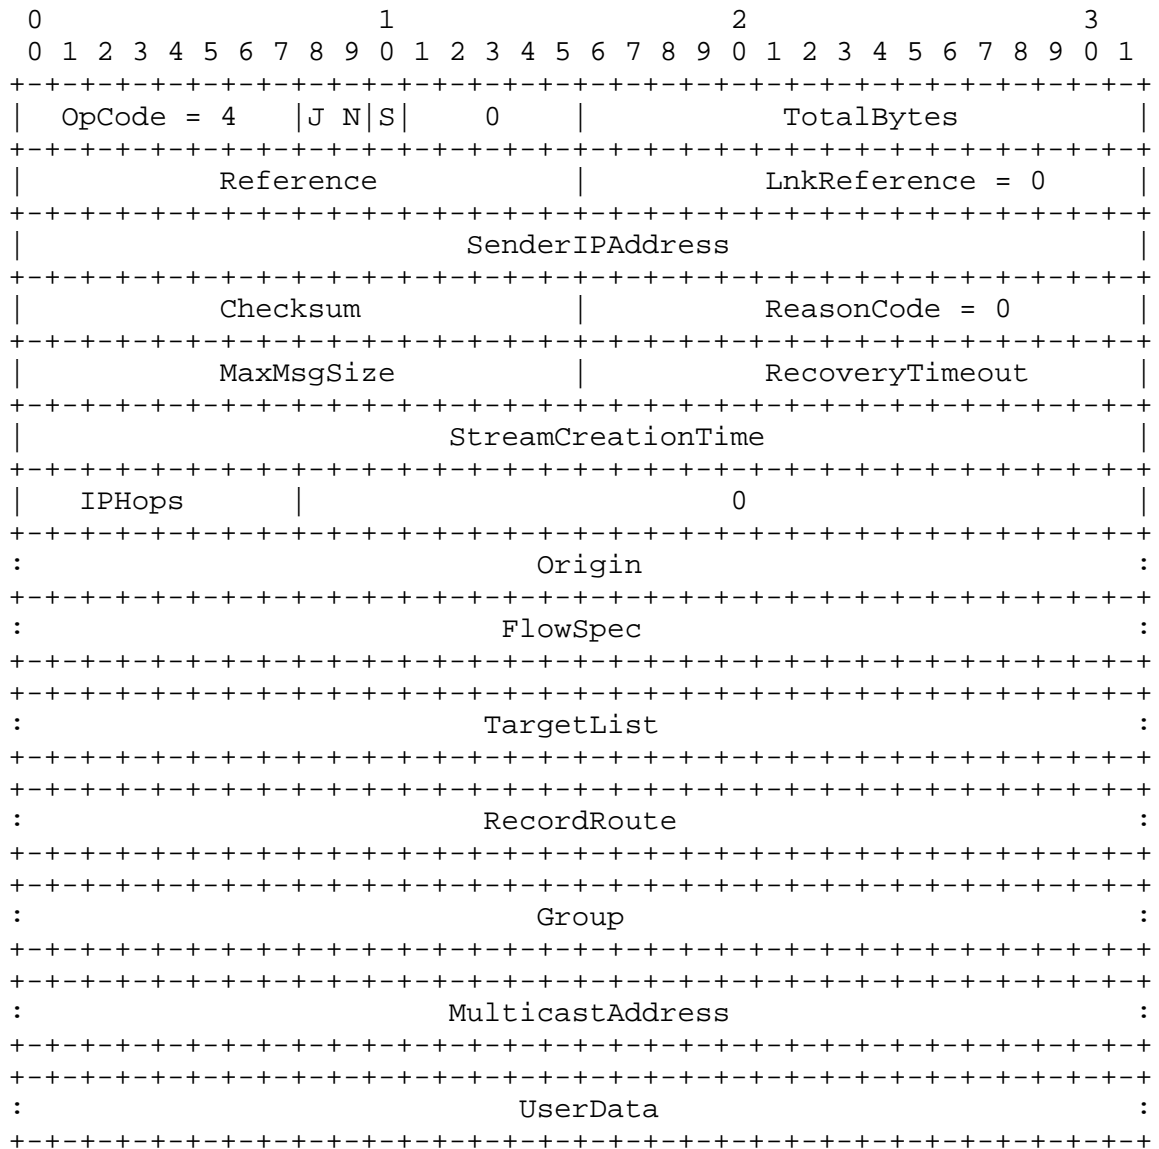 0                   1                   2                   3
 0 1 2 3 4 5 6 7 8 9 0 1 2 3 4 5 6 7 8 9 0 1 2 3 4 5 6 7 8 9 0 1
+-+-+-+-+-+-+-+-+-+-+-+-+-+-+-+-+-+-+-+-+-+-+-+-+-+-+-+-+-+-+-+-+
|  OpCode = 4   |J N|S|    0    |           TotalBytes          |
+-+-+-+-+-+-+-+-+-+-+-+-+-+-+-+-+-+-+-+-+-+-+-+-+-+-+-+-+-+-+-+-+
|           Reference           |          LnkReference = 0     |
+-+-+-+-+-+-+-+-+-+-+-+-+-+-+-+-+-+-+-+-+-+-+-+-+-+-+-+-+-+-+-+-+
|                         SenderIPAddress                       |
+-+-+-+-+-+-+-+-+-+-+-+-+-+-+-+-+-+-+-+-+-+-+-+-+-+-+-+-+-+-+-+-+
|           Checksum            |          ReasonCode = 0       |
+-+-+-+-+-+-+-+-+-+-+-+-+-+-+-+-+-+-+-+-+-+-+-+-+-+-+-+-+-+-+-+-+
|           MaxMsgSize          |          RecoveryTimeout      |
+-+-+-+-+-+-+-+-+-+-+-+-+-+-+-+-+-+-+-+-+-+-+-+-+-+-+-+-+-+-+-+-+
|                        StreamCreationTime                     |
+-+-+-+-+-+-+-+-+-+-+-+-+-+-+-+-+-+-+-+-+-+-+-+-+-+-+-+-+-+-+-+-+
|   IPHops      |                        0                      |
+-+-+-+-+-+-+-+-+-+-+-+-+-+-+-+-+-+-+-+-+-+-+-+-+-+-+-+-+-+-+-+-+
:                             Origin                            :
+-+-+-+-+-+-+-+-+-+-+-+-+-+-+-+-+-+-+-+-+-+-+-+-+-+-+-+-+-+-+-+-+
:                           FlowSpec                            :
+-+-+-+-+-+-+-+-+-+-+-+-+-+-+-+-+-+-+-+-+-+-+-+-+-+-+-+-+-+-+-+-+
+-+-+-+-+-+-+-+-+-+-+-+-+-+-+-+-+-+-+-+-+-+-+-+-+-+-+-+-+-+-+-+-+
:                          TargetList                           :
+-+-+-+-+-+-+-+-+-+-+-+-+-+-+-+-+-+-+-+-+-+-+-+-+-+-+-+-+-+-+-+-+
+-+-+-+-+-+-+-+-+-+-+-+-+-+-+-+-+-+-+-+-+-+-+-+-+-+-+-+-+-+-+-+-+
:                          RecordRoute                          :
+-+-+-+-+-+-+-+-+-+-+-+-+-+-+-+-+-+-+-+-+-+-+-+-+-+-+-+-+-+-+-+-+
+-+-+-+-+-+-+-+-+-+-+-+-+-+-+-+-+-+-+-+-+-+-+-+-+-+-+-+-+-+-+-+-+
:                             Group                             :
+-+-+-+-+-+-+-+-+-+-+-+-+-+-+-+-+-+-+-+-+-+-+-+-+-+-+-+-+-+-+-+-+
+-+-+-+-+-+-+-+-+-+-+-+-+-+-+-+-+-+-+-+-+-+-+-+-+-+-+-+-+-+-+-+-+
:                        MulticastAddress                       :
+-+-+-+-+-+-+-+-+-+-+-+-+-+-+-+-+-+-+-+-+-+-+-+-+-+-+-+-+-+-+-+-+
+-+-+-+-+-+-+-+-+-+-+-+-+-+-+-+-+-+-+-+-+-+-+-+-+-+-+-+-+-+-+-+-+
:                            UserData                           :
+-+-+-+-+-+-+-+-+-+-+-+-+-+-+-+-+-+-+-+-+-+-+-+-+-+-+-+-+-+-+-+-+